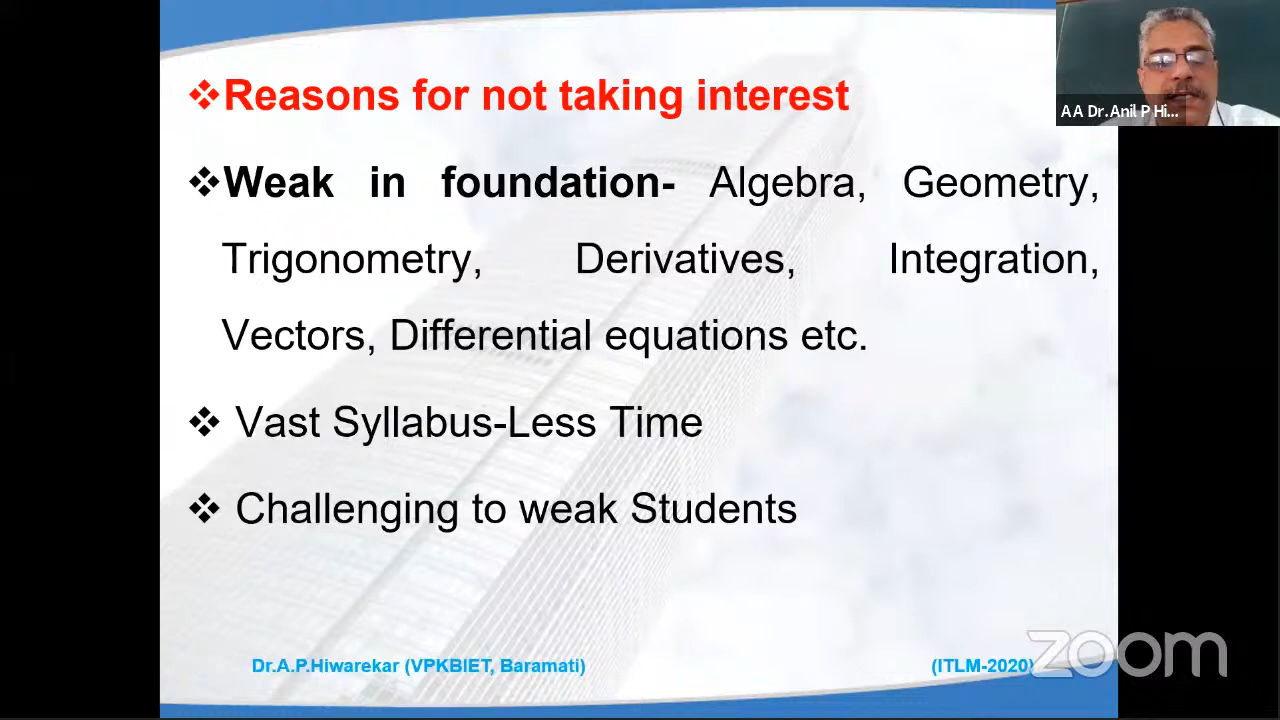 ❖Reasons for not taking interest
❖Weak in foundation- Algebra, Geometry,
Trigonometry, Derivatives, Integration,
Vectors, Differential equations etc.
❖ Vast Syllabus-Less Time
❖ Challenging to weak Students
Dr.A.P.Hiwarekar (VPKBIET, Baramati)
(ITLM-2020)
A A Dr.Anil P Hi...
zoom